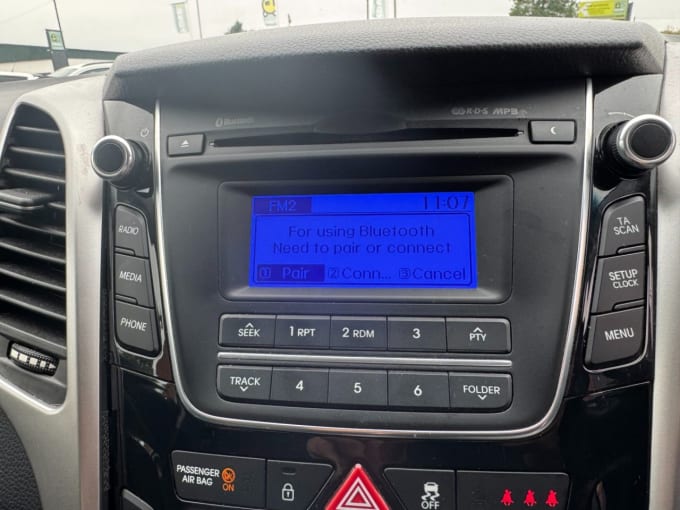 Bluetooth
R·D·S MP3
FM2 11:07
For using Bluetooth
Need to pair or connect
1 Pair 2 Conn... 3 Cancel
RADIO
MEDIA
PHONE
TA
SCAN
SETUP
CLOCK
MENU
SEEK 1 RPT 2 RDM 3 PTY
TRACK 4 5 6 FOLDER
PASSENGER
AIR BAG ON
OFF